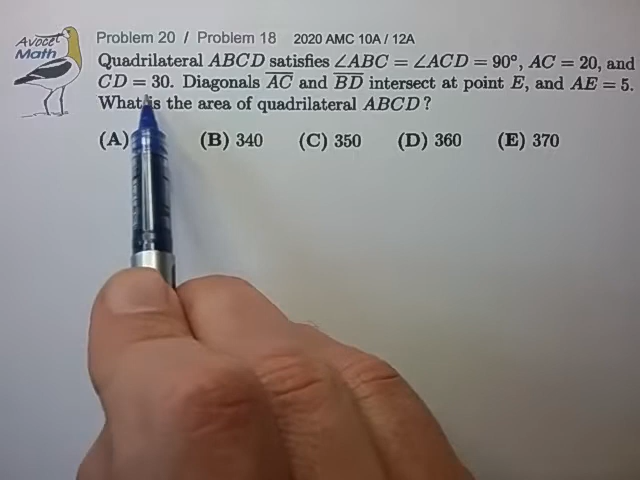 Avocet
Math
Problem 20 / Problem 18 2020 AMC 10A / 12A
Quadrilateral ABCD satisfies ∠ABC = ∠ACD = 90°, AC = 20, and
CD = 30. Diagonals A̅C̅ and B̅D̅ intersect at point E, and AE = 5.
What is the area of quadrilateral ABCD?
(A) (B) 340 (C) 350 (D) 360 (E) 370